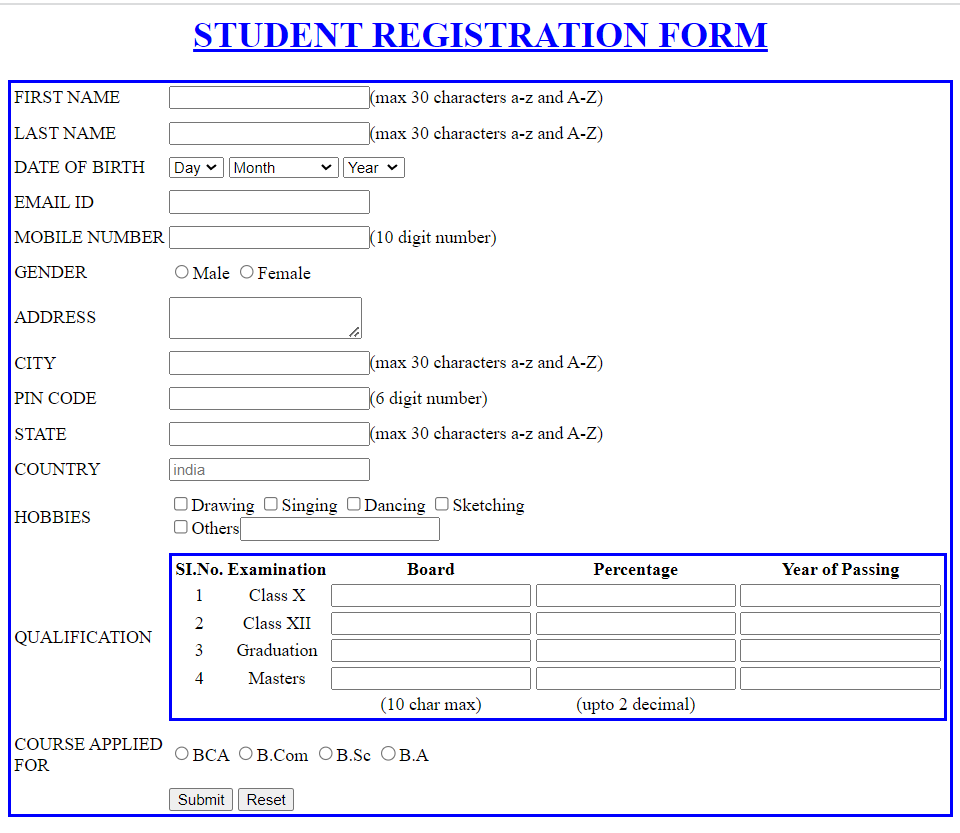 STUDENT REGISTRATION FORM
FIRST NAME (max 30 characters a-z and A-Z)
LAST NAME (max 30 characters a-z and A-Z)
DATE OF BIRTH Day Month Year
EMAIL ID
MOBILE NUMBER (10 digit number)
GENDER Male Female
ADDRESS
CITY (max 30 characters a-z and A-Z)
PIN CODE (6 digit number)
STATE (max 30 characters a-z and A-Z)
COUNTRY india
HOBBIES Drawing Singing Dancing Sketching
Others
QUALIFICATION
SI.No. Examination Board Percentage Year of Passing
1 Class X
2 Class XII
3 Graduation
4 Masters
(10 char max) (upto 2 decimal)
COURSE APPLIED
FOR
BCA B.Com B.Sc B.A
Submit Reset